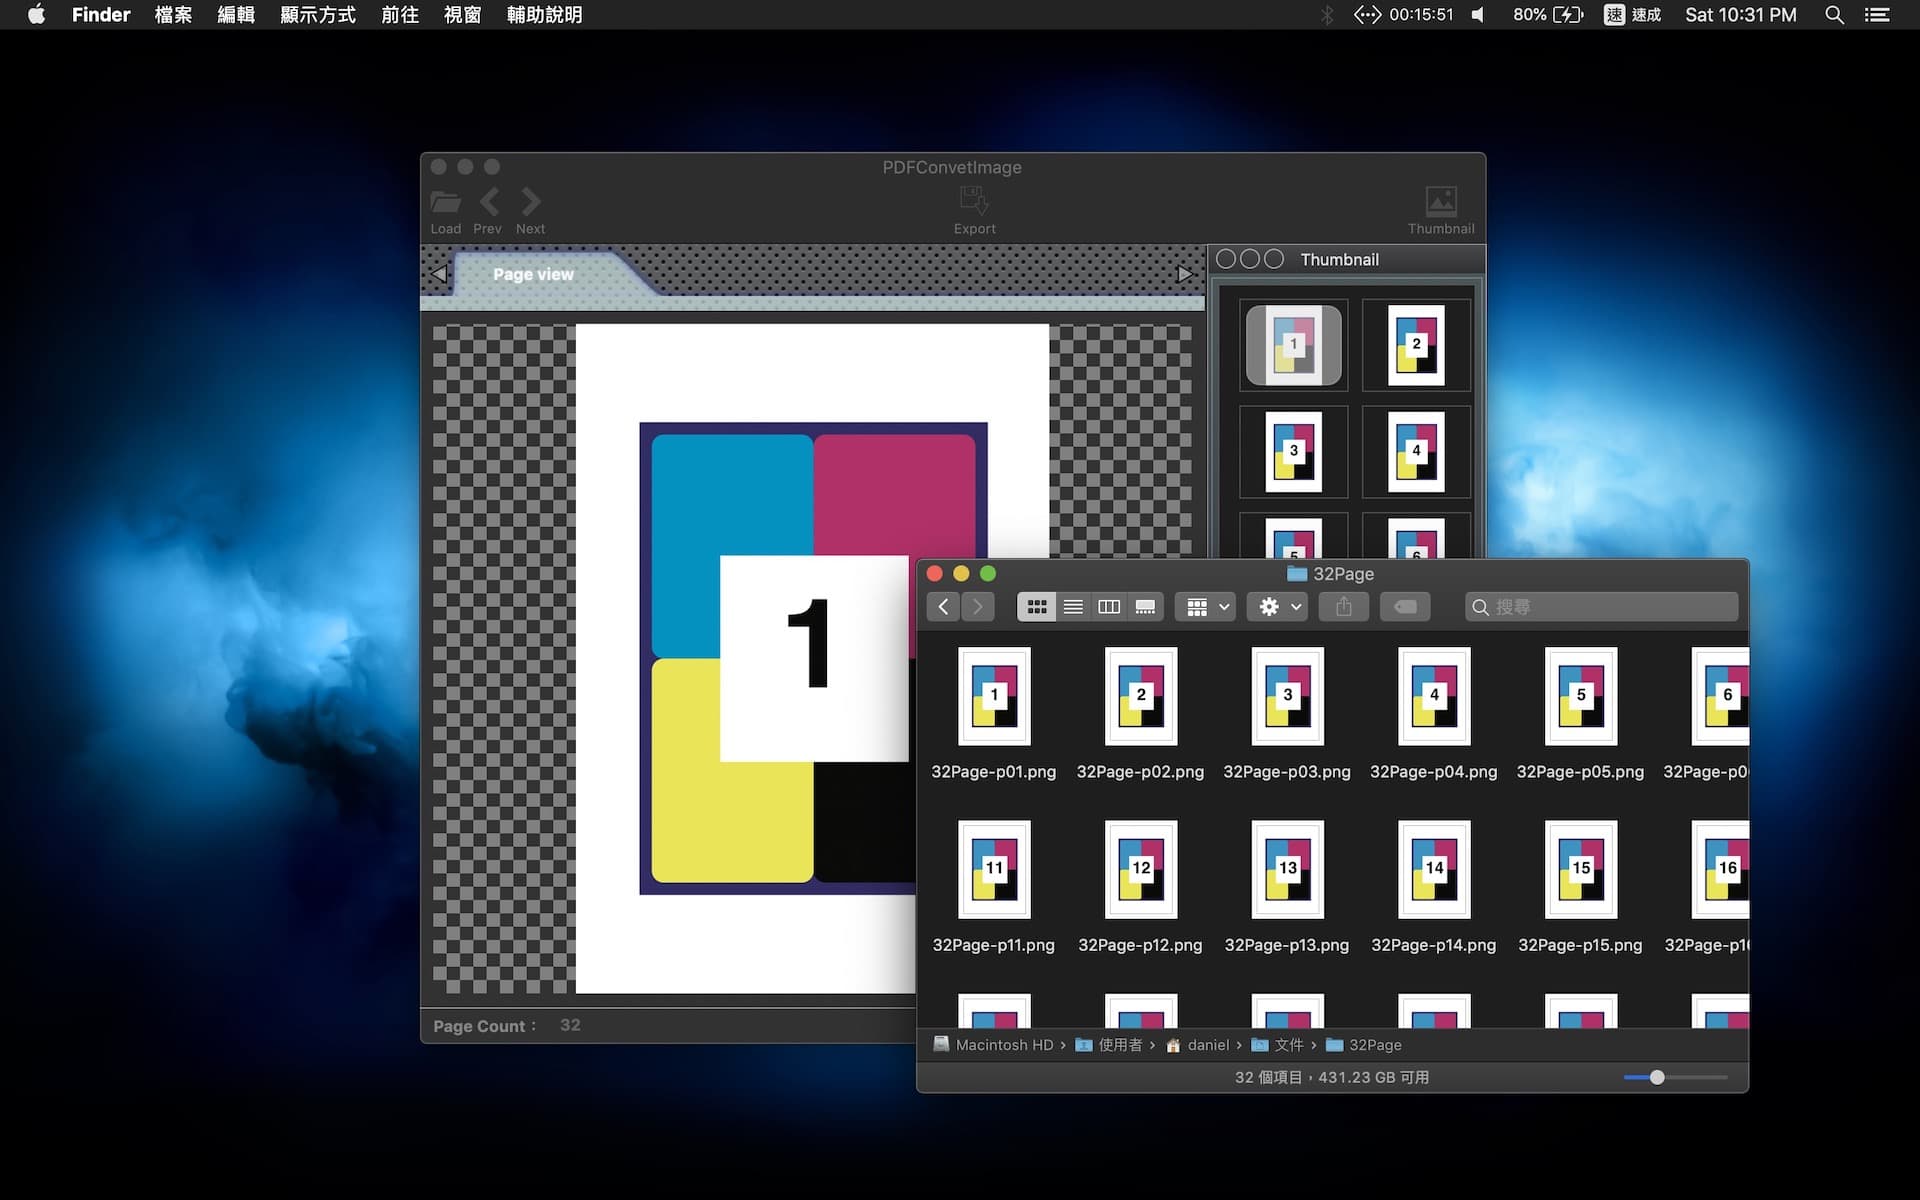 Finder 檔案 編輯 顯示方式 前往 視窗 輔助說明 00:15:51 80% 速 速成 Sat 10:31 PM
PDFConvetImage
Load Prev Next Export Thumbnail
Page view
Thumbnail
1 2
3 4
5 6
1
Page Count : 32
32Page
搜尋
1 2 3 4 5 6
32Page-p01.png 32Page-p02.png 32Page-p03.png 32Page-p04.png 32Page-p05.png 32Page-p0
11 12 13 14 15 16
32Page-p11.png 32Page-p12.png 32Page-p13.png 32Page-p14.png 32Page-p15.png 32Page-p1
Macintosh HD › 使用者 › daniel › 文件 › 32Page
32 個項目，431.23 GB 可用